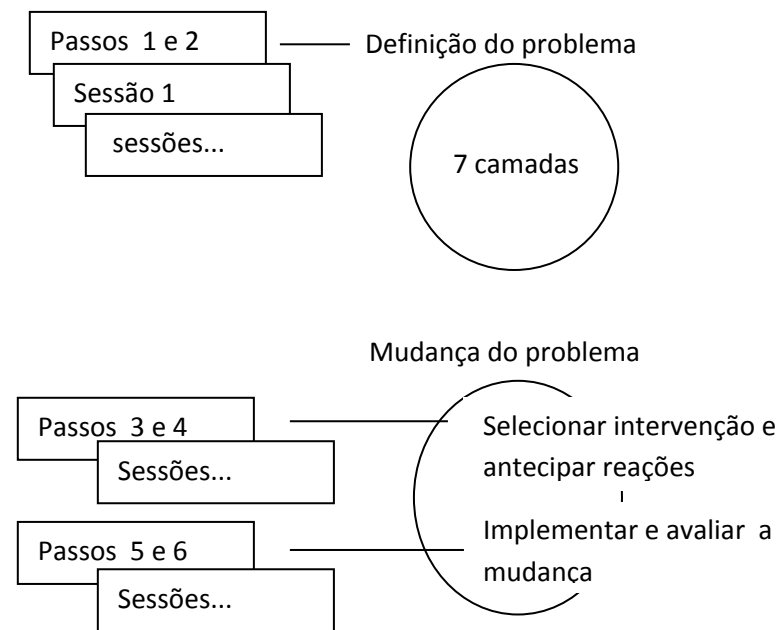 Passos 1 e 2
Definição do problema
Sessão 1
sessões...
7 camadas
Mudança do problema
Passos 3 e 4
Selecionar intervenção e
antecipar reações
Sessões...
Passos 5 e 6
Implementar e avaliar a
mudança
Sessões...